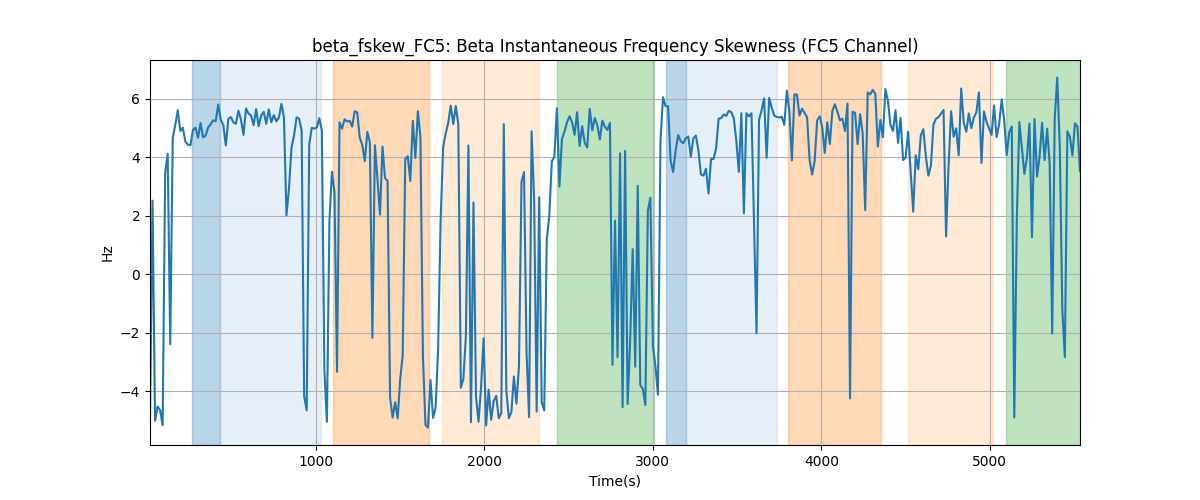 beta_fskew_FC5: Beta Instantaneous Frequency Skewness (FC5 Channel)
Hz
6
4
2
0
−2
−4
1000 2000 3000 4000 5000
Time(s)